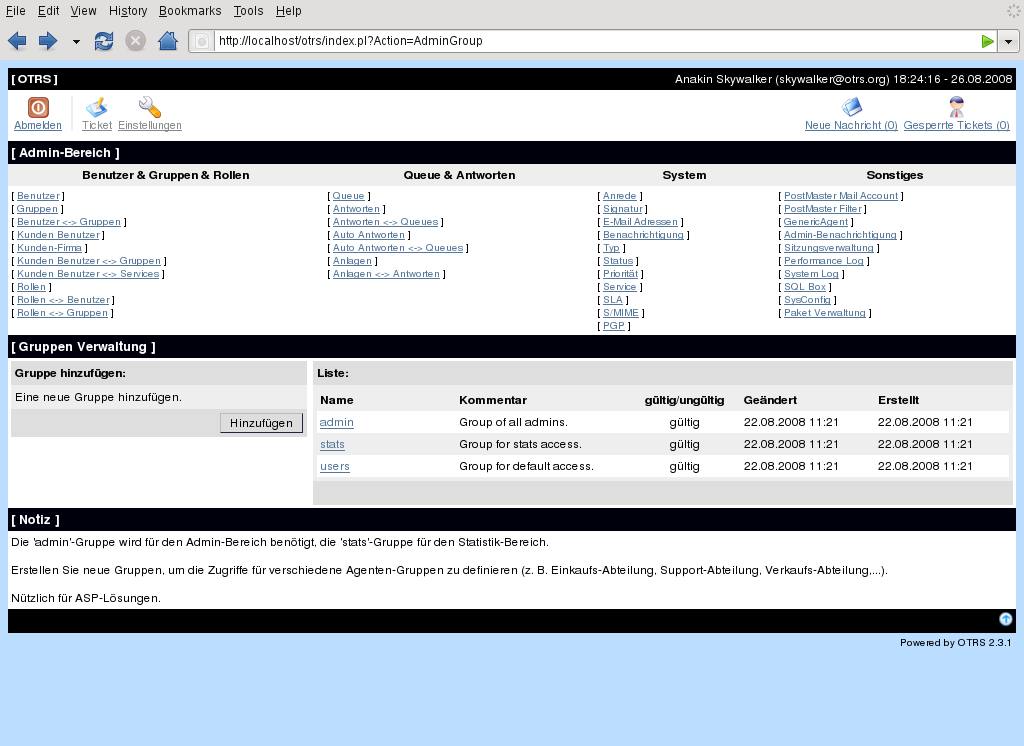 File Edit View History Bookmarks Tools Help
http://localhost/otrs/index.pl?Action=AdminGroup
[ OTRS ] Anakin Skywalker (skywalker@otrs.org) 18:24:16 - 26.08.2008
Abmelden Ticket Einstellungen Neue Nachricht (0) Gesperrte Tickets (0)
[ Admin-Bereich ]
Benutzer & Gruppen & Rollen Queue & Antworten System Sonstiges
[ Benutzer ] [ Queue ] [ Anrede ] [ PostMaster Mail Account ]
[ Gruppen ] [ Antworten ] [ Signatur ] [ PostMaster Filter ]
[ Benutzer <-> Gruppen ] [ Antworten <-> Queues ] [ E-Mail Adressen ] [ GenericAgent ]
[ Kunden Benutzer ] [ Auto Antworten ] [ Benachrichtigung ] [ Admin-Benachrichtigung ]
[ Kunden-Firma ] [ Auto Antworten <-> Queues ] [ Typ ] [ Sitzungsverwaltung ]
[ Kunden Benutzer <-> Gruppen ] [ Anlagen ] [ Status ] [ Performance Log ]
[ Kunden Benutzer <-> Services ] [ Anlagen <-> Antworten ] [ Priorität ] [ System Log ]
[ Rollen ] [ Service ] [ SQL Box ]
[ Rollen <-> Benutzer ] [ SLA ] [ SysConfig ]
[ Rollen <-> Gruppen ] [ S/MIME ] [ Paket Verwaltung ]
[ PGP ]
[ Gruppen Verwaltung ]
Gruppe hinzufügen:
Eine neue Gruppe hinzufügen.
Hinzufügen
Liste:
Name Kommentar gültig/ungültig Geändert Erstellt
admin Group of all admins. gültig 22.08.2008 11:21 22.08.2008 11:21
stats Group for stats access. gültig 22.08.2008 11:21 22.08.2008 11:21
users Group for default access. gültig 22.08.2008 11:21 22.08.2008 11:21
[ Notiz ]
Die 'admin'-Gruppe wird für den Admin-Bereich benötigt, die 'stats'-Gruppe für den Statistik-Bereich.
Erstellen Sie neue Gruppen, um die Zugriffe für verschiedene Agenten-Gruppen zu definieren (z. B. Einkaufs-Abteilung, Support-Abteilung, Verkaufs-Abteilung,...).
Nützlich für ASP-Lösungen.
Powered by OTRS 2.3.1